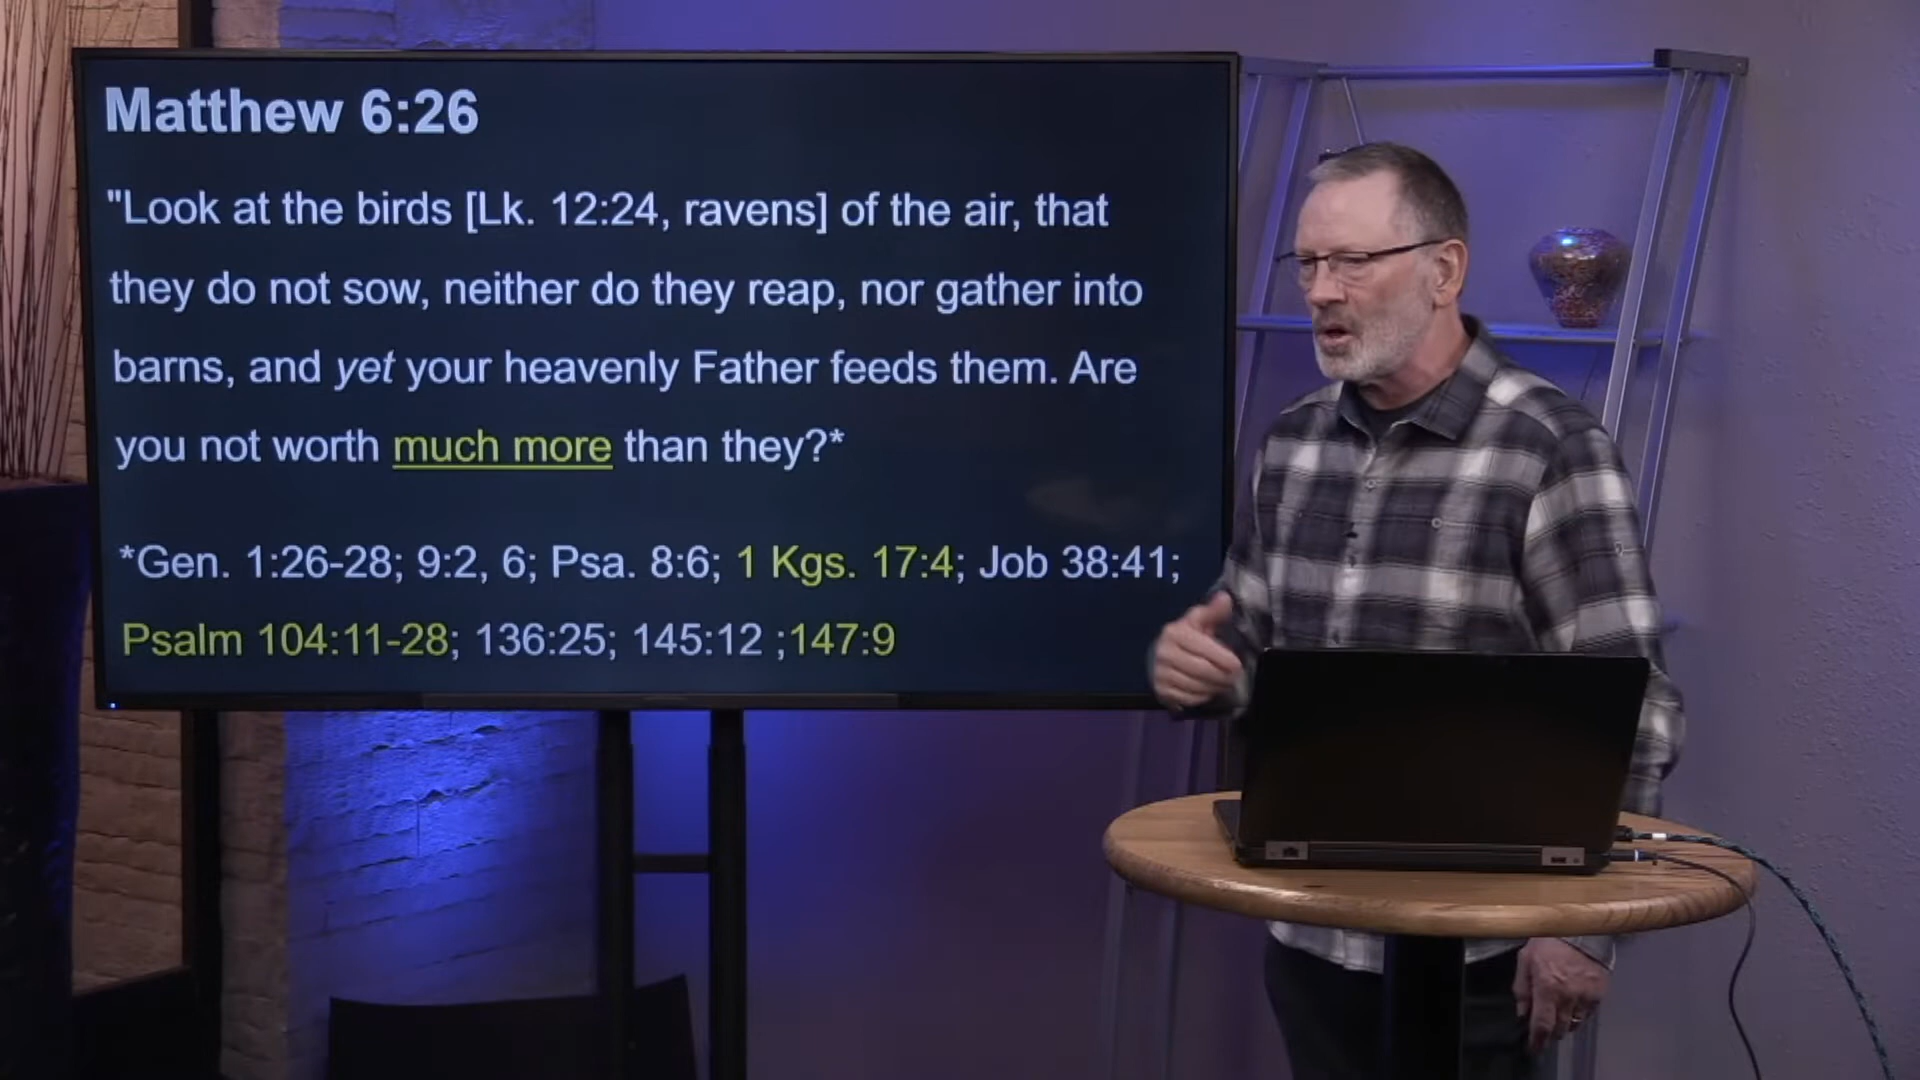 Matthew 6:26
"Look at the birds [Lk. 12:24, ravens] of the air, that
they do not sow, neither do they reap, nor gather into
barns, and yet your heavenly Father feeds them. Are
you not worth much more than they?*
*Gen. 1:26-28; 9:2, 6; Psa. 8:6; 1 Kgs. 17:4; Job 38:41;
Psalm 104:11-28; 136:25; 145:12 ;147:9